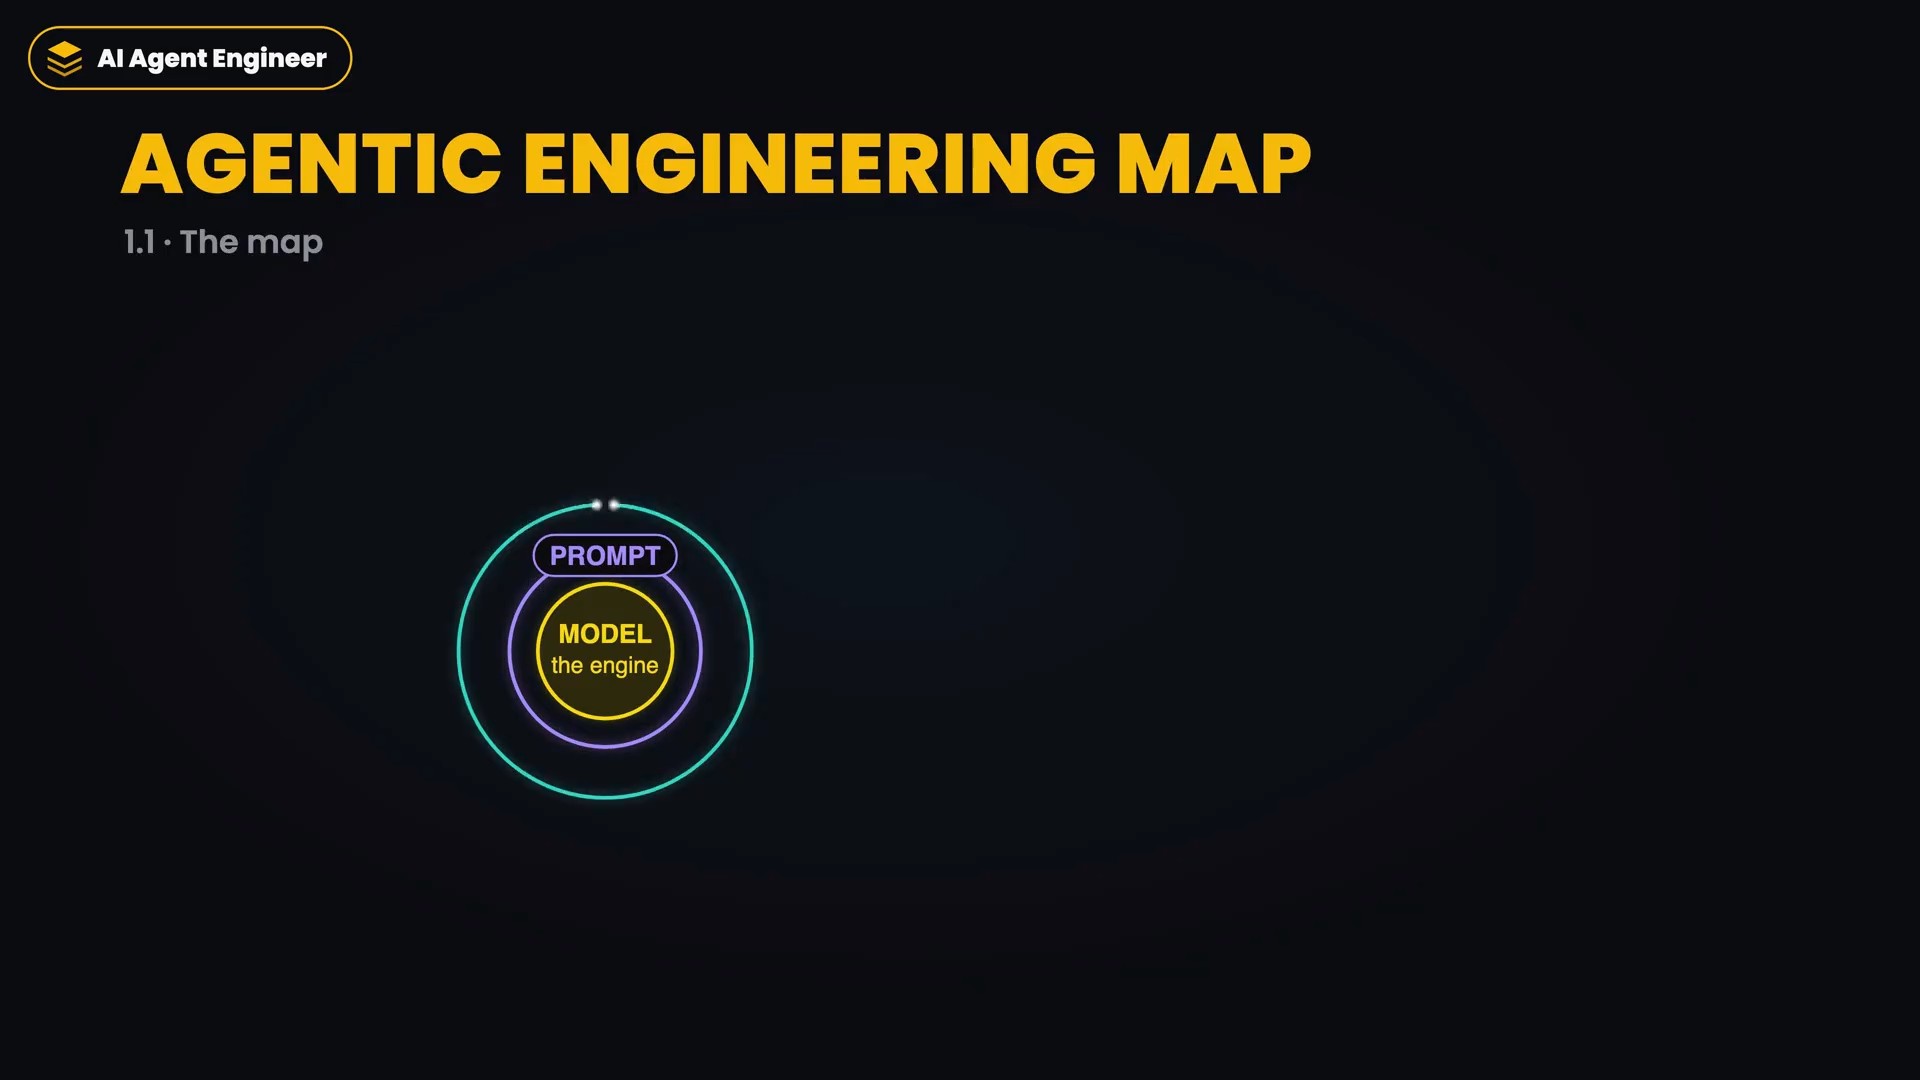 AI Agent Engineer
AGENTIC ENGINEERING MAP
1.1 · The map
PROMPT
MODEL
the engine